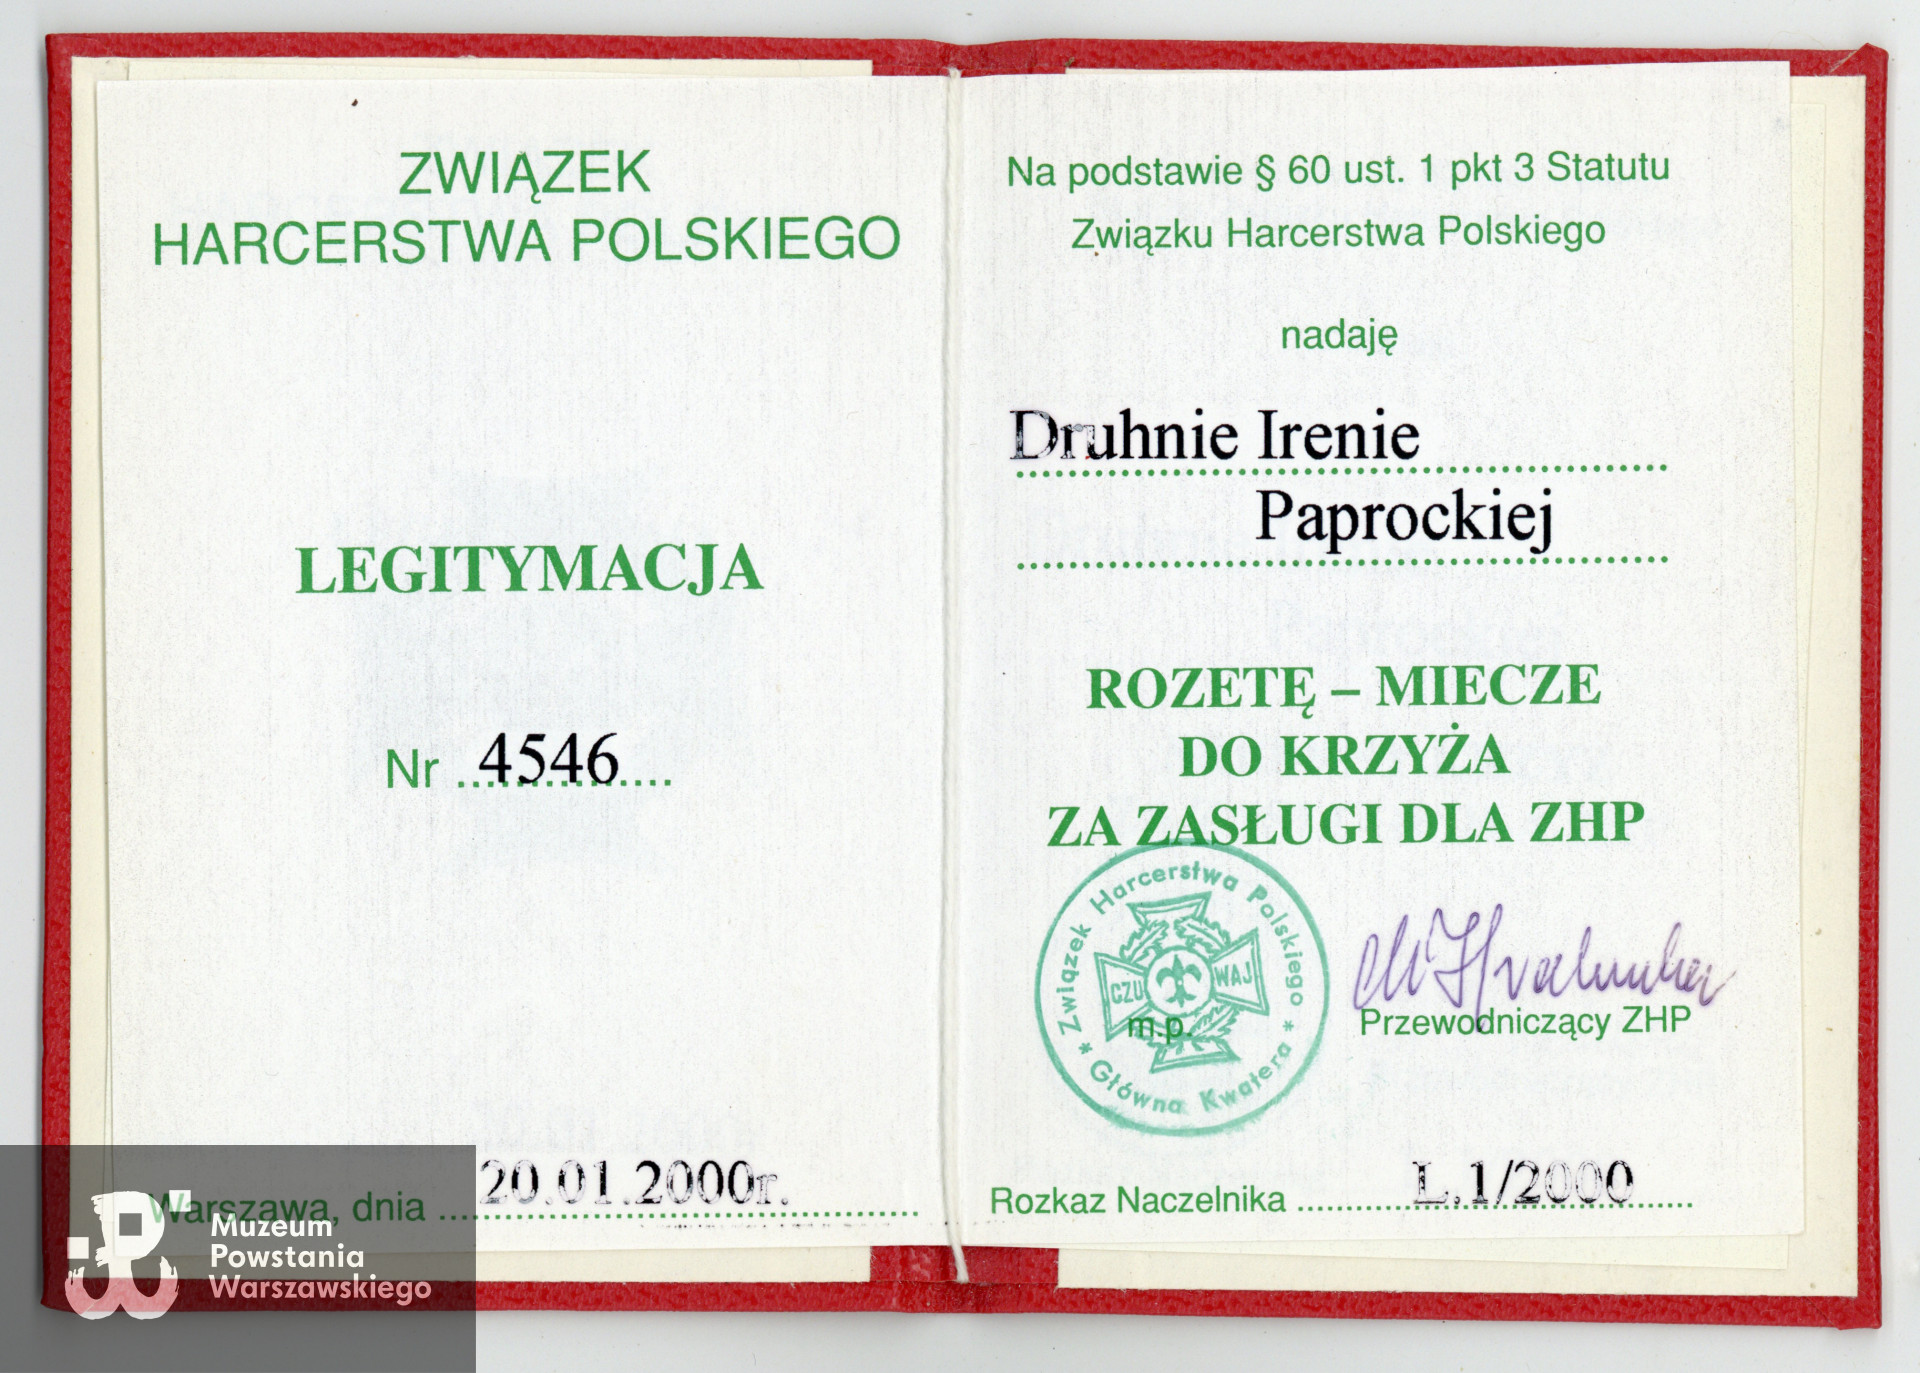 ZWIĄZEK
HARCERSTWA POLSKIEGO
LEGITYMACJA
Nr ..4546....
Warszawa, dnia ....20.01.2000r.........
Na podstawie § 60 ust. 1 pkt 3 Statutu
Związku Harcerstwa Polskiego
nadaję
Druhnie Irenie
Paprockiej
ROZETĘ – MIECZE
DO KRZYŻA
ZA ZASŁUGI DLA ZHP
Związek Harcerstwa Polskiego
CZU WAJ
* Główna Kwatera *
m.p.
Przewodniczący ZHP
Rozkaz Naczelnika ........L.1/2000......
Muzeum
Powstania
Warszawskiego